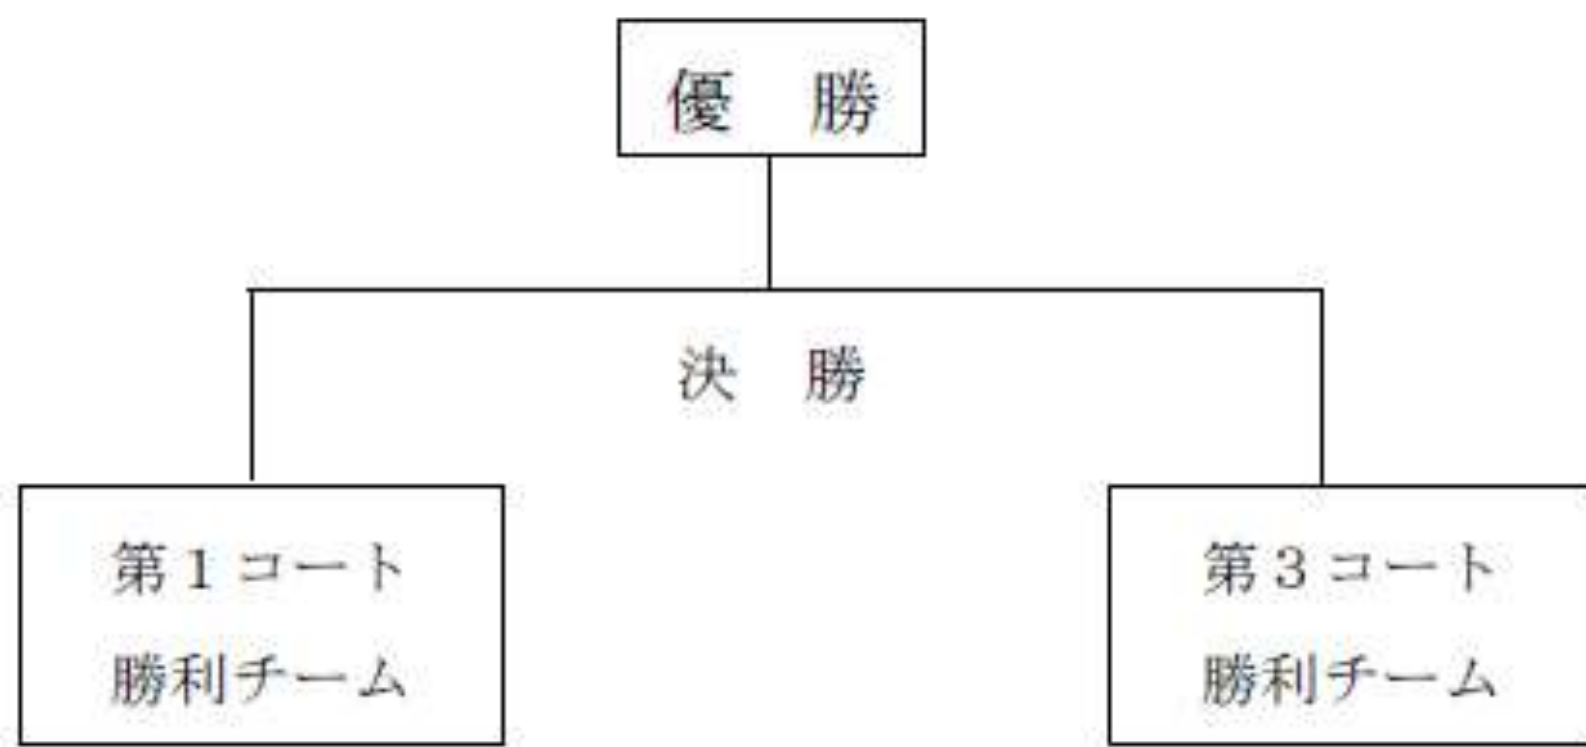 優　勝
決　勝
第１コート
勝利チーム
第３コート
勝利チーム